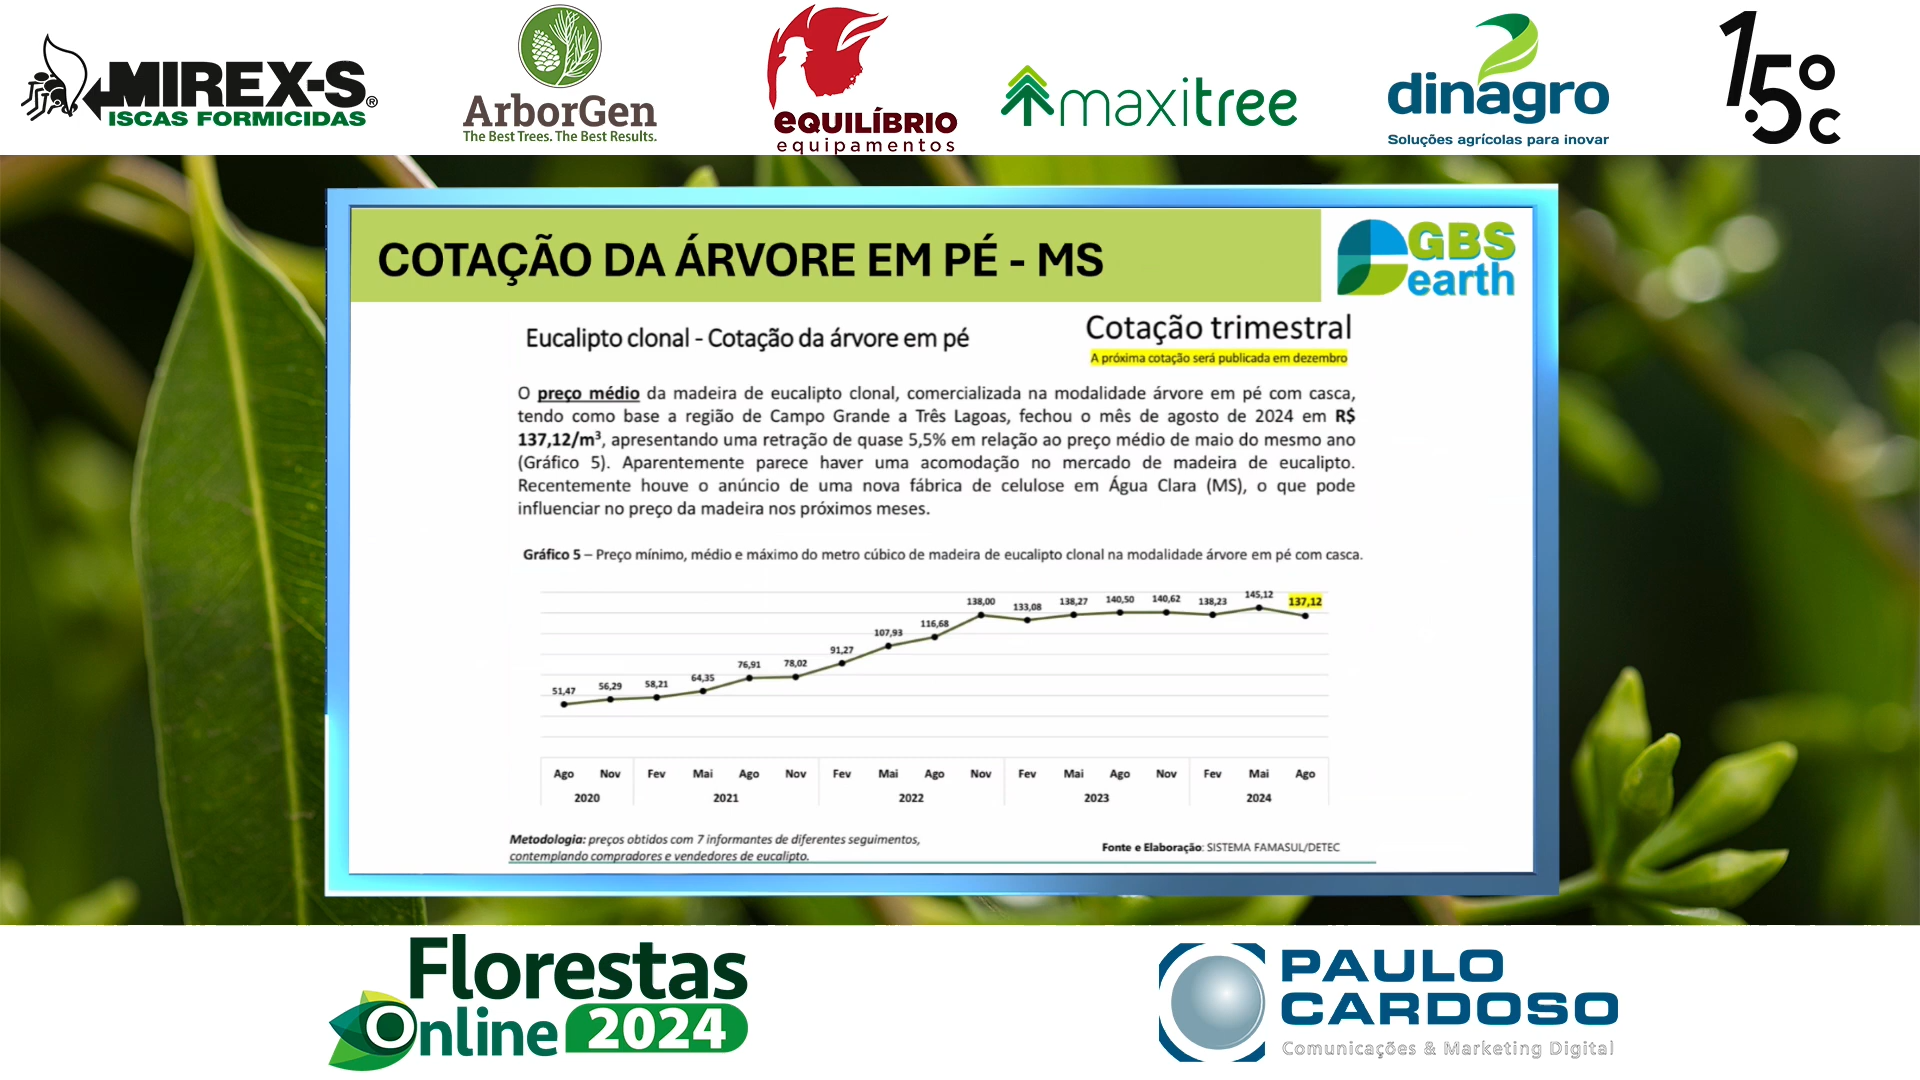 MIREX-S®
ISCAS FORMICIDAS
ArborGen
The Best Trees. The Best Results.
EQUILÍBRIO
equipamentos
maxitree
dinagro
Soluções agrícolas para inovar
1.5ºc
COTAÇÃO DA ÁRVORE EM PÉ - MS
GBS
earth
Eucalipto clonal - Cotação da árvore em pé
Cotação trimestral
A próxima cotação será publicada em dezembro
O preço médio da madeira de eucalipto clonal, comercializada na modalidade árvore em pé com casca,
tendo como base a região de Campo Grande a Três Lagoas, fechou o mês de agosto de 2024 em R$
137,12/m³, apresentando uma retração de quase 5,5% em relação ao preço médio de maio do mesmo ano
(Gráfico 5). Aparentemente parece haver uma acomodação no mercado de madeira de eucalipto.
Recentemente houve o anúncio de uma nova fábrica de celulose em Água Clara (MS), o que pode
influenciar no preço da madeira nos próximos meses.
Gráfico 5 – Preço mínimo, médio e máximo do metro cúbico de madeira de eucalipto clonal na modalidade árvore em pé com casca.
51,47 56,29 58,21 64,35 76,91 78,02 91,27 107,93 116,68 138,00 133,08 138,27 140,50 140,62 138,23 145,12 137,12
Ago Nov Fev Mai Ago Nov Fev Mai Ago Nov Fev Mai Ago Nov Fev Mai Ago
2020 2021 2022 2023 2024
Metodologia: preços obtidos com 7 informantes de diferentes seguimentos,
contemplando compradores e vendedores de eucalipto.
Fonte e Elaboração: SISTEMA FAMASUL/DETEC
Florestas
Online 2024
PAULO
CARDOSO
Comunicações & Marketing Digital